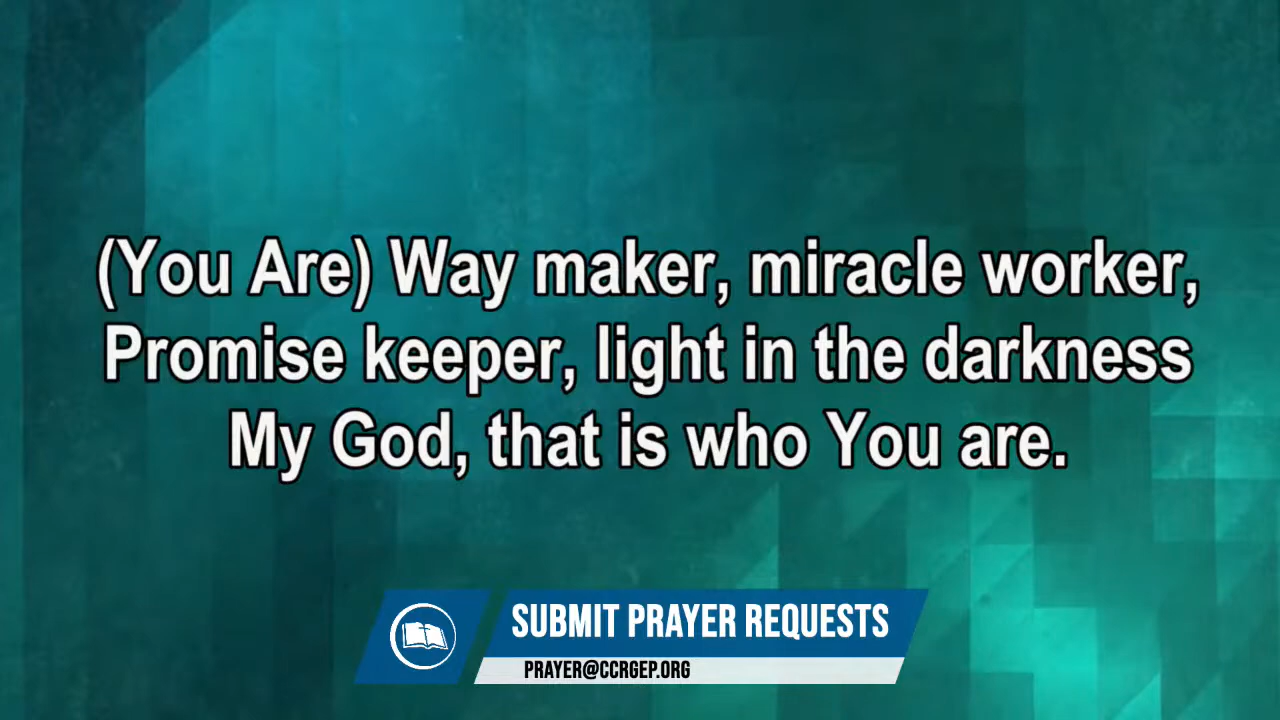 (You Are) Way maker, miracle worker,
Promise keeper, light in the darkness
My God, that is who You are.
SUBMIT PRAYER REQUESTS
PRAYER@CCRGEP.ORG